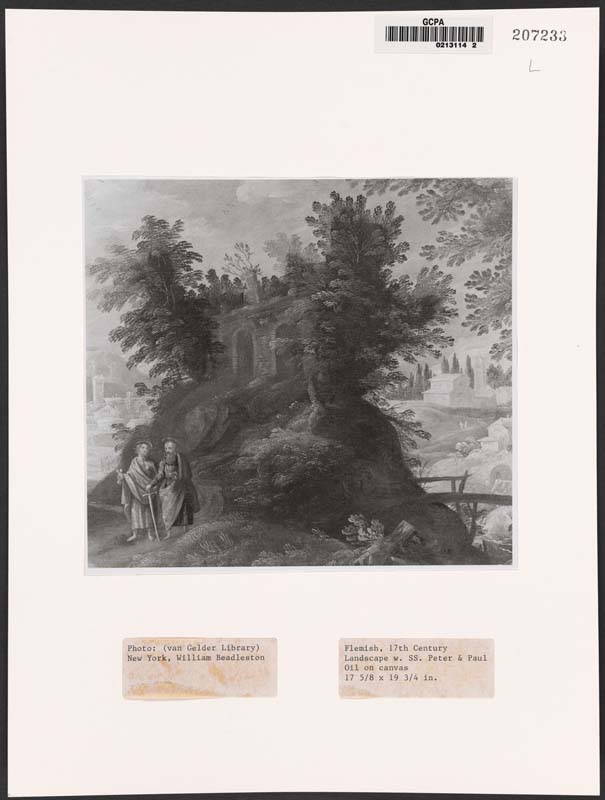 GCPA
0213114 2
207233
L
Photo: (van Gelder Library)
New York, William Beadleston
Flemish, 17th Century
Landscape w. SS. Peter & Paul
Oil on canvas
17 5/8 x 19 3/4 in.